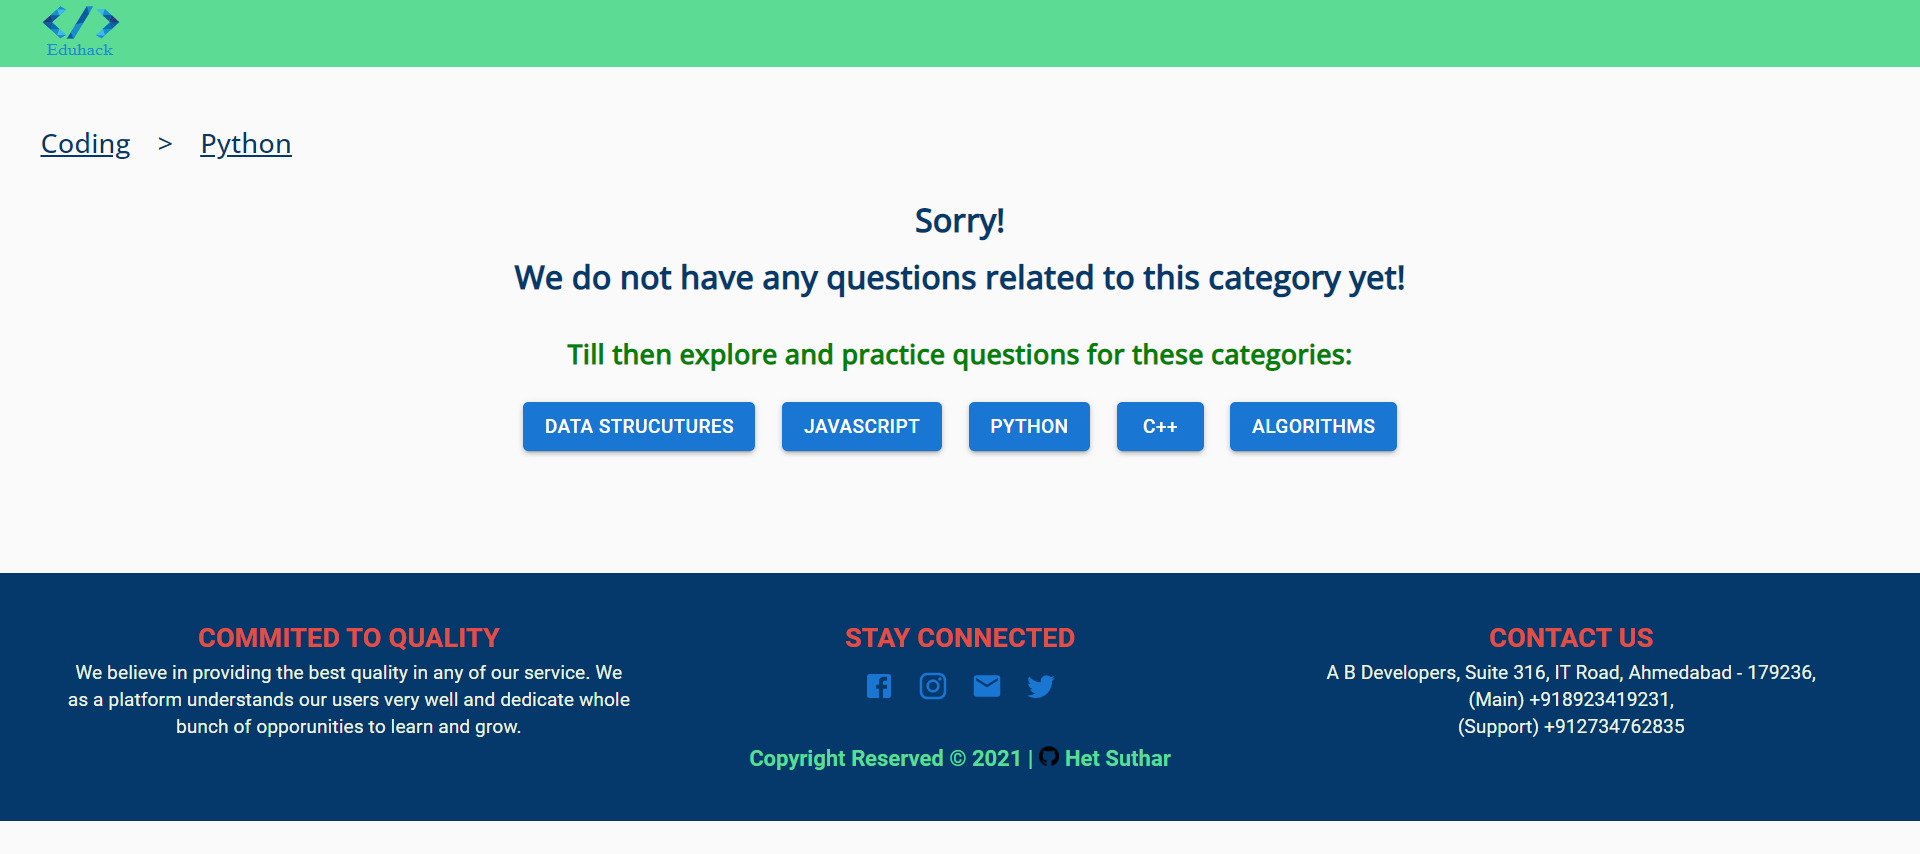 Eduhack
Coding > Python
Sorry!
We do not have any questions related to this category yet!
Till then explore and practice questions for these categories:
DATA STRUCUTURES JAVASCRIPT PYTHON C++ ALGORITHMS
COMMITED TO QUALITY
We believe in providing the best quality in any of our service. We
as a platform understands our users very well and dedicate whole
bunch of opporunities to learn and grow.
STAY CONNECTED
Copyright Reserved © 2021 | Het Suthar
CONTACT US
A B Developers, Suite 316, IT Road, Ahmedabad - 179236,
(Main) +918923419231,
(Support) +912734762835